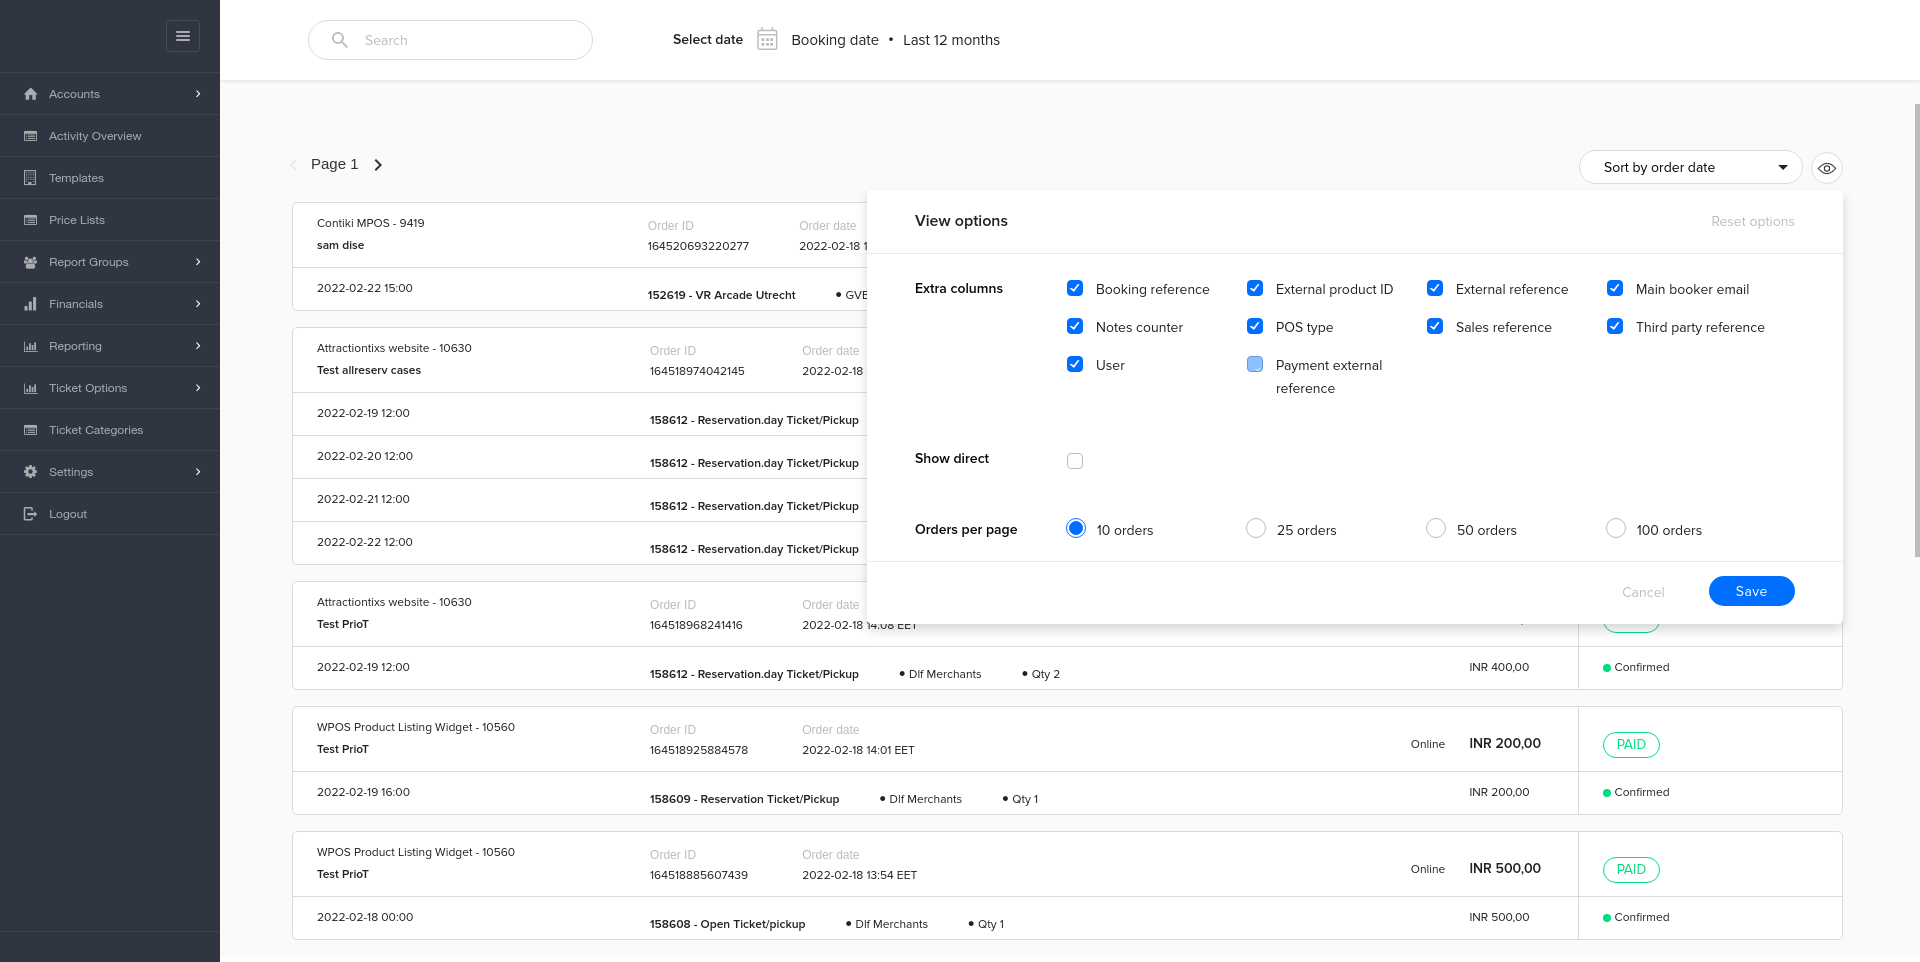 Search
Select date
Booking date • Last 12 months
Accounts
Activity Overview
Templates
Price Lists
Report Groups
Financials
Reporting
Ticket Options
Ticket Categories
Settings
Logout
Page 1
Sort by order date
Contiki MPOS - 9419
sam dise
Order ID
164520693220277
Order date
2022-02-18 1
2022-02-22 15:00
152619 - VR Arcade Utrecht
• GVB
Attractiontixs website - 10630
Test allreserv cases
Order ID
164518974042145
Order date
2022-02-18
2022-02-19 12:00
158612 - Reservation.day Ticket/Pickup
2022-02-20 12:00
158612 - Reservation.day Ticket/Pickup
2022-02-21 12:00
158612 - Reservation.day Ticket/Pickup
2022-02-22 12:00
158612 - Reservation.day Ticket/Pickup
View options
Reset options
Extra columns
Booking reference
External product ID
External reference
Main booker email
Notes counter
POS type
Sales reference
Third party reference
User
Payment external
reference
Show direct
Orders per page
10 orders
25 orders
50 orders
100 orders
Cancel
Save
Attractiontixs website - 10630
Test PrioT
Order ID
164518968241416
Order date
2022-02-18 14:08 EET
2022-02-19 12:00
158612 - Reservation.day Ticket/Pickup
• Dlf Merchants
• Qty 2
INR 400,00
Confirmed
WPOS Product Listing Widget - 10560
Test PrioT
Order ID
164518925884578
Order date
2022-02-18 14:01 EET
Online
INR 200,00
PAID
2022-02-19 16:00
158609 - Reservation Ticket/Pickup
• Dlf Merchants
• Qty 1
INR 200,00
Confirmed
WPOS Product Listing Widget - 10560
Test PrioT
Order ID
164518885607439
Order date
2022-02-18 13:54 EET
Online
INR 500,00
PAID
2022-02-18 00:00
158608 - Open Ticket/pickup
• Dlf Merchants
• Qty 1
INR 500,00
Confirmed